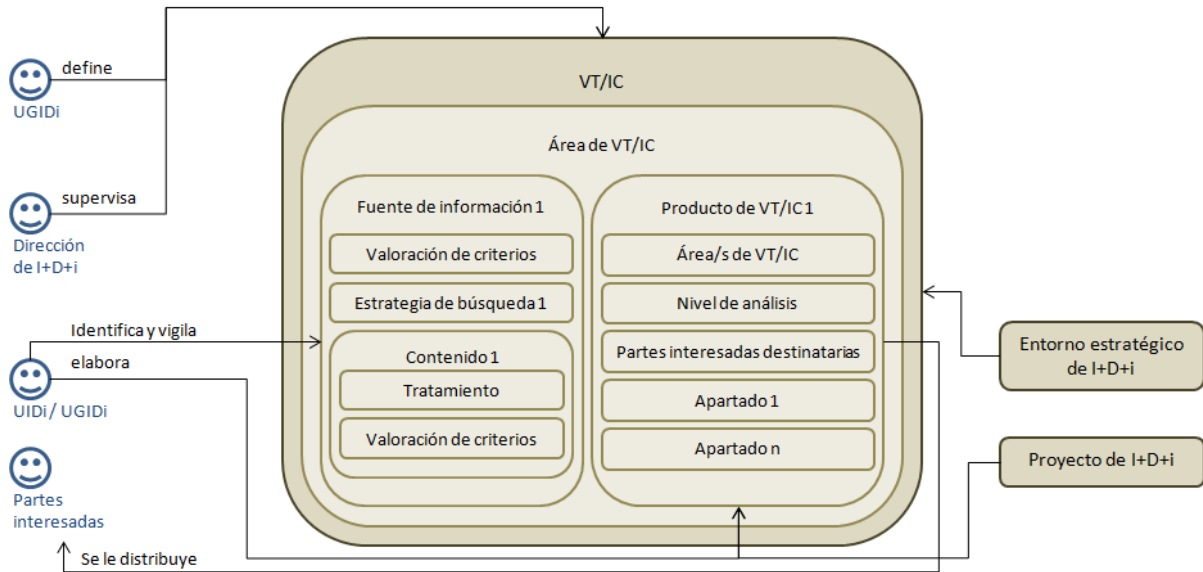 define
UGIDi
supervisa
Dirección
de I+D+i
Identifica y vigila
elabora
UIDi / UGIDi
Partes
interesadas
Se le distribuye
VT/IC
Área de VT/IC
Fuente de información 1
Valoración de criterios
Estrategia de búsqueda 1
Contenido 1
Tratamiento
Valoración de criterios
Producto de VT/IC 1
Área/s de VT/IC
Nivel de análisis
Partes interesadas destinatarias
Apartado 1
Apartado n
Entorno estratégico
de I+D+i
Proyecto de I+D+i